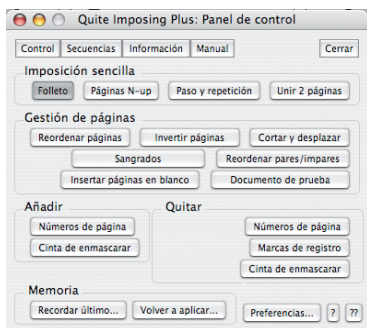 Quite Imposing Plus: Panel de control
Control Secuencias Información Manual Cerrar
Imposición sencilla
Folleto Páginas N-up Paso y repetición Unir 2 páginas
Gestión de páginas
Reordenar páginas Invertir páginas Cortar y desplazar
Sangrados Reordenar pares/impares
Insertar páginas en blanco Documento de prueba
Añadir Quitar
Números de página Números de página
Cinta de enmascarar Marcas de registro
Cinta de enmascarar
Memoria
Recordar último... Volver a aplicar... Preferencias... ? ??